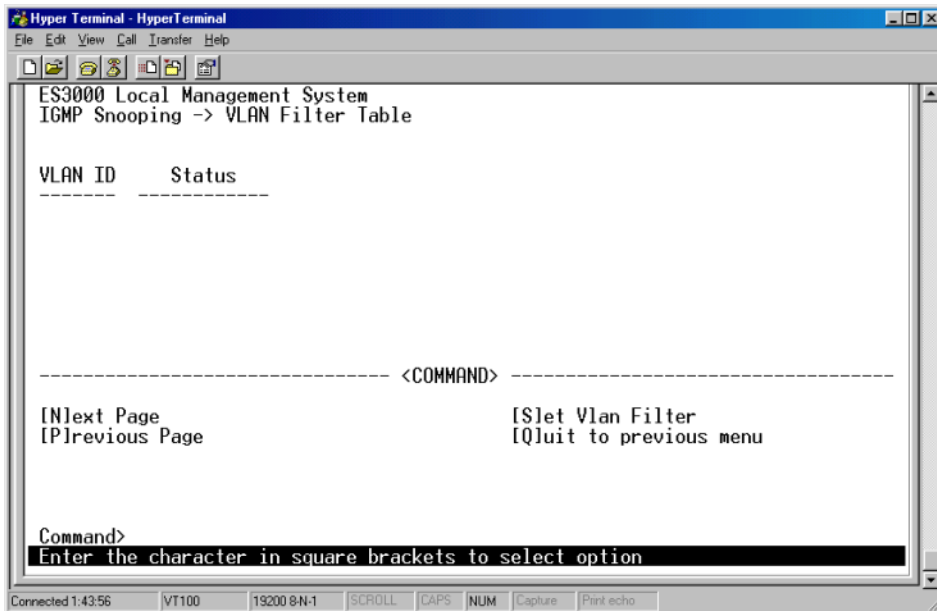 Hyper Terminal - HyperTerminal
File Edit View Call Transfer Help
ES3000 Local Management System
IGMP Snooping -> VLAN Filter Table
VLAN ID Status
------- ------------
-------------------------------- <COMMAND> -----------------------------------
[N]ext Page [S]et Vlan Filter
[P]revious Page [Q]uit to previous menu
Command>
Enter the character in square brackets to select option
Connected 1:43:56 VT100 19200 8-N-1 SCROLL CAPS NUM Capture Print echo